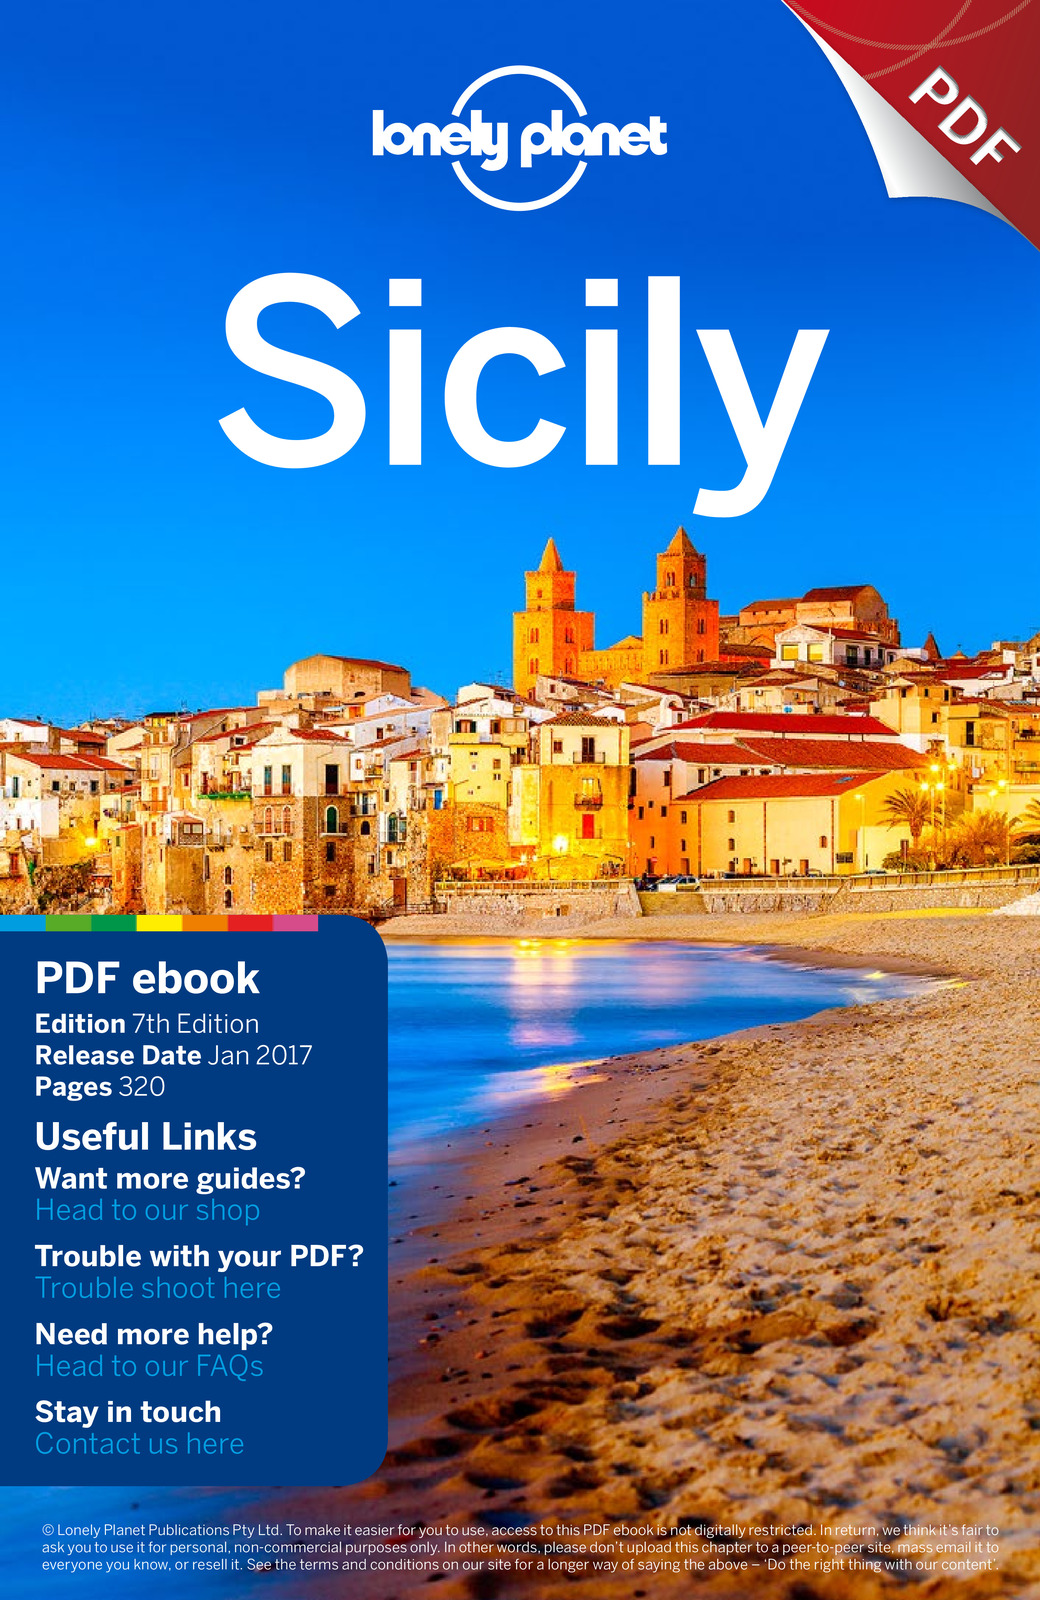 lonely planet
PDF
Sicily
PDF ebook
Edition 7th Edition
Release Date Jan 2017
Pages 320
Useful Links
Want more guides?
Head to our shop
Trouble with your PDF?
Trouble shoot here
Need more help?
Head to our FAQs
Stay in touch
Contact us here
© Lonely Planet Publications Pty Ltd. To make it easier for you to use, access to this PDF ebook is not digitally restricted. In return, we think it's fair to
ask you to use it for personal, non-commercial purposes only. In other words, please don't upload this chapter to a peer-to-peer site, mass email it to
everyone you know, or resell it. See the terms and conditions on our site for a longer way of saying the above – ‘Do the right thing with our content’.